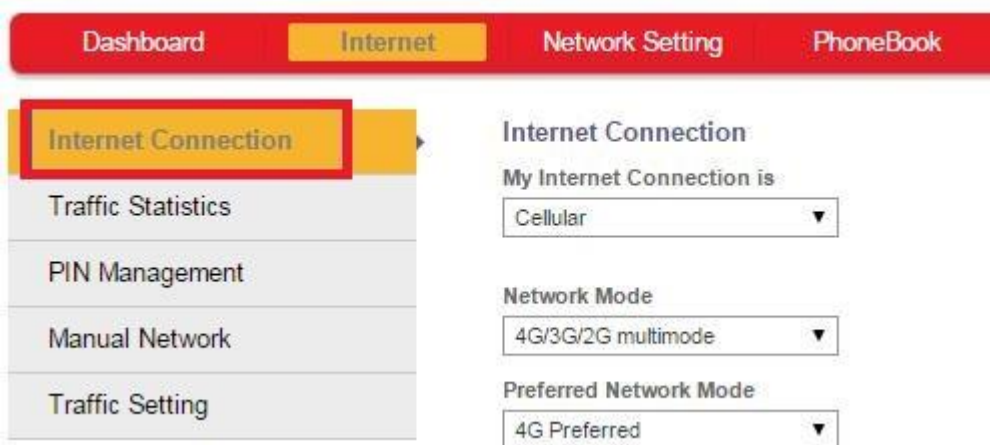 Dashboard Internet Network Setting PhoneBook
Internet Connection
Traffic Statistics
PIN Management
Manual Network
Traffic Setting
Internet Connection
My Internet Connection is
Cellular
Network Mode
4G/3G/2G multimode
Preferred Network Mode
4G Preferred